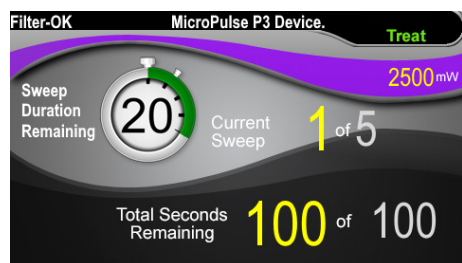 Filter-OK MicroPulse P3 Device. Treat
2500mW
Sweep
Duration
Remaining
20
Current
Sweep
1 of 5
Total Seconds
Remaining
100 of 100